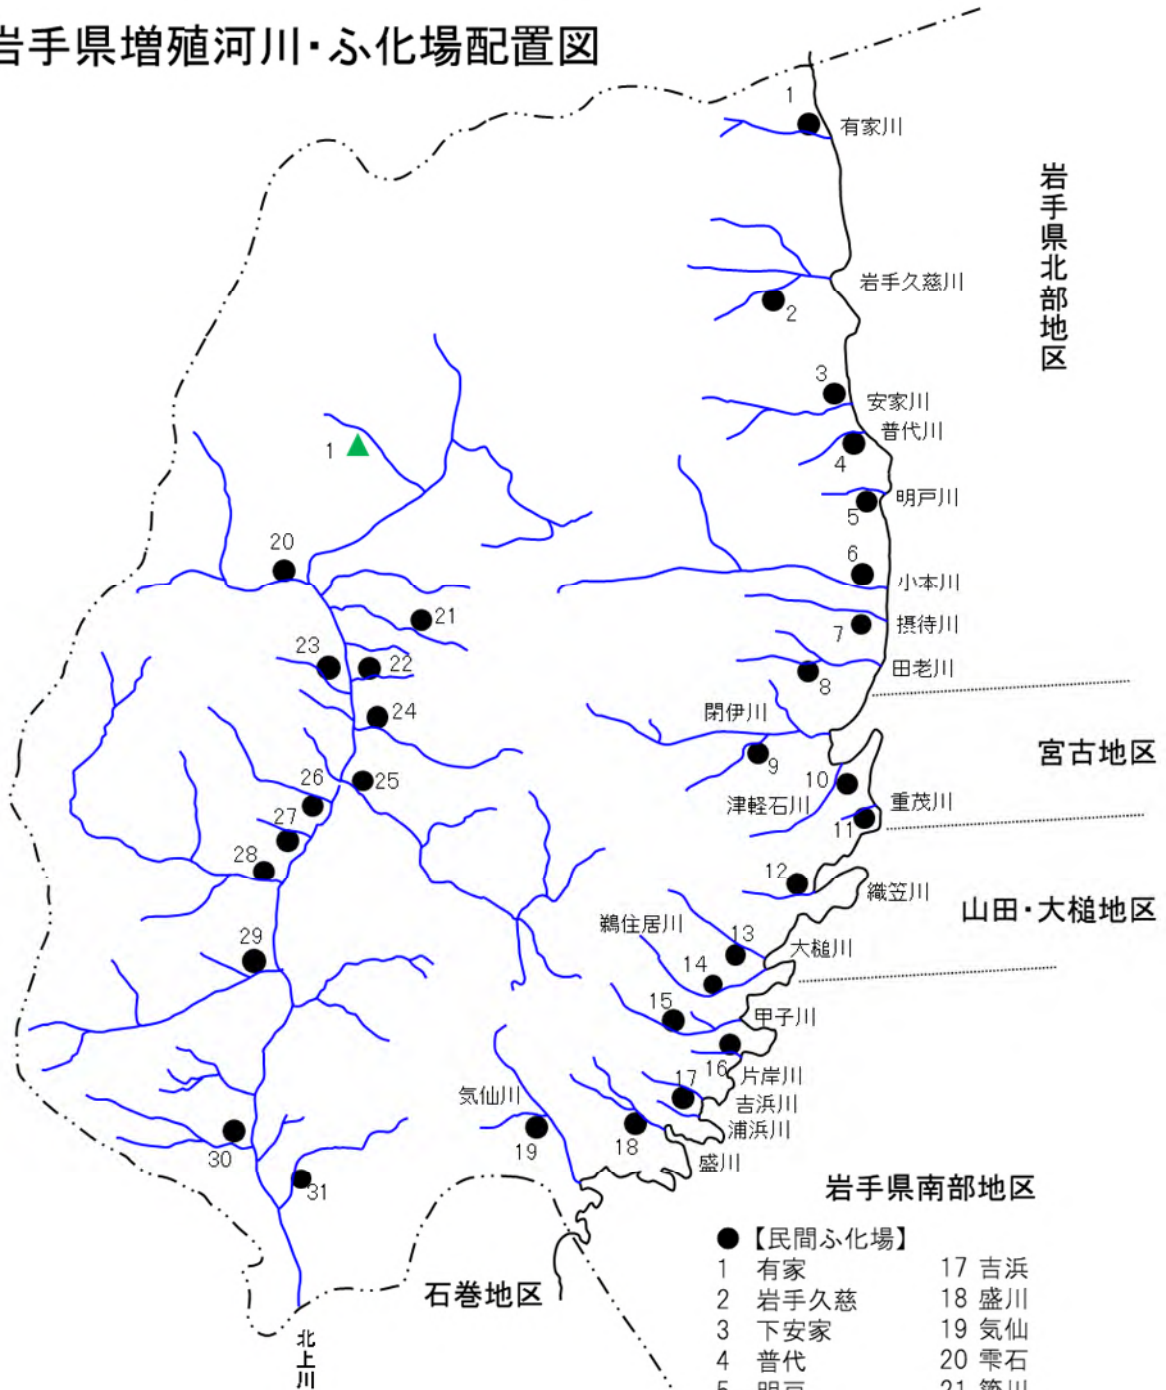 岩手県増殖河川・ふ化場配置図
1
有家川
岩手県北部地区
岩手久慈川
2
3
安家川
普代川
4
1
明戸川
5
20
6
小本川
21
摂待川
7
23
22
田老川
8
24
閉伊川
宮古地区
9
25
10
26
津軽石川
重茂川
11
27
28
12
織笠川
山田・大槌地区
鵜住居川
13
大槌川
29
14
15
甲子川
16
片岸川
17
気仙川
吉浜川
浦浜川
30
19
18
盛川
31
岩手県南部地区
石巻地区
北上川
●【民間ふ化場】
1 有家
2 岩手久慈
3 下安家
4 普代
17 吉浜
18 盛川
19 気仙
20 雫石